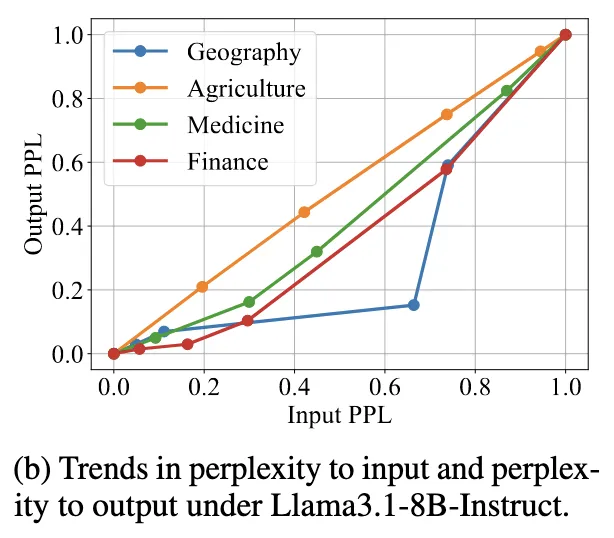 1.0
0.8
0.6
0.4
0.2
0.0
Output PPL
Geography
Agriculture
Medicine
Finance
0.0 0.2 0.4 0.6 0.8 1.0
Input PPL
(b) Trends in perplexity to input and perplex-
ity to output under Llama3.1-8B-Instruct.